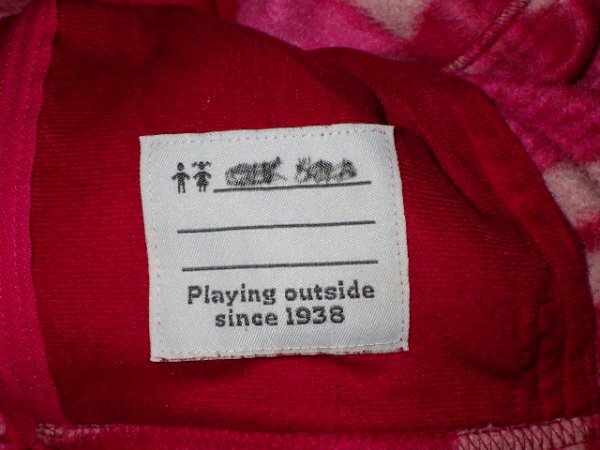 Playing outside
since 1938